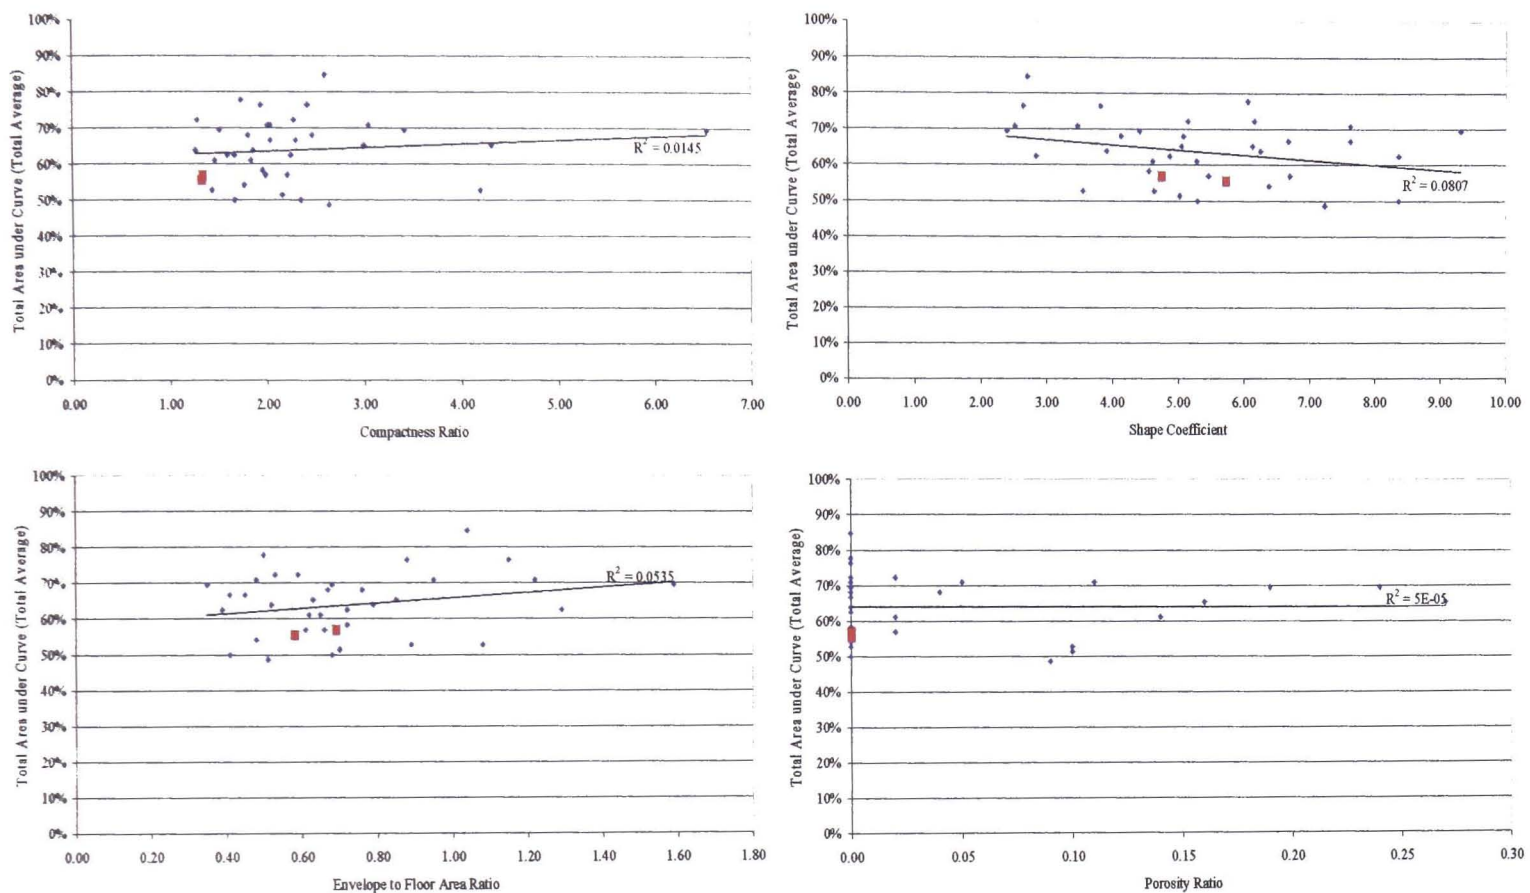 100%
90%
80%
70%
60%
50%
40%
30%
20%
10%
0%
Total Area under Curve (Total Average)
R² = 0.0145
0.00 1.00 2.00 3.00 4.00 5.00 6.00 7.00
Compactness Ratio
100%
90%
80%
70%
60%
50%
40%
30%
20%
10%
0%
Total Area under Curve (Total Average)
R² = 0.0807
0.00 1.00 2.00 3.00 4.00 5.00 6.00 7.00 8.00 9.00 10.00
Shape Coefficient
100%
90%
80%
70%
60%
50%
40%
30%
20%
10%
0%
Total Area under Curve (Total Average)
R² = 0.0535
0.00 0.20 0.40 0.60 0.80 1.00 1.20 1.40 1.60 1.80
Envelope to Floor Area Ratio
100%
90%
80%
70%
60%
50%
40%
30%
20%
10%
0%
Total Area under Curve (Total Average)
R² = 5E-05
0.00 0.05 0.10 0.15 0.20 0.25 0.30
Porosity Ratio